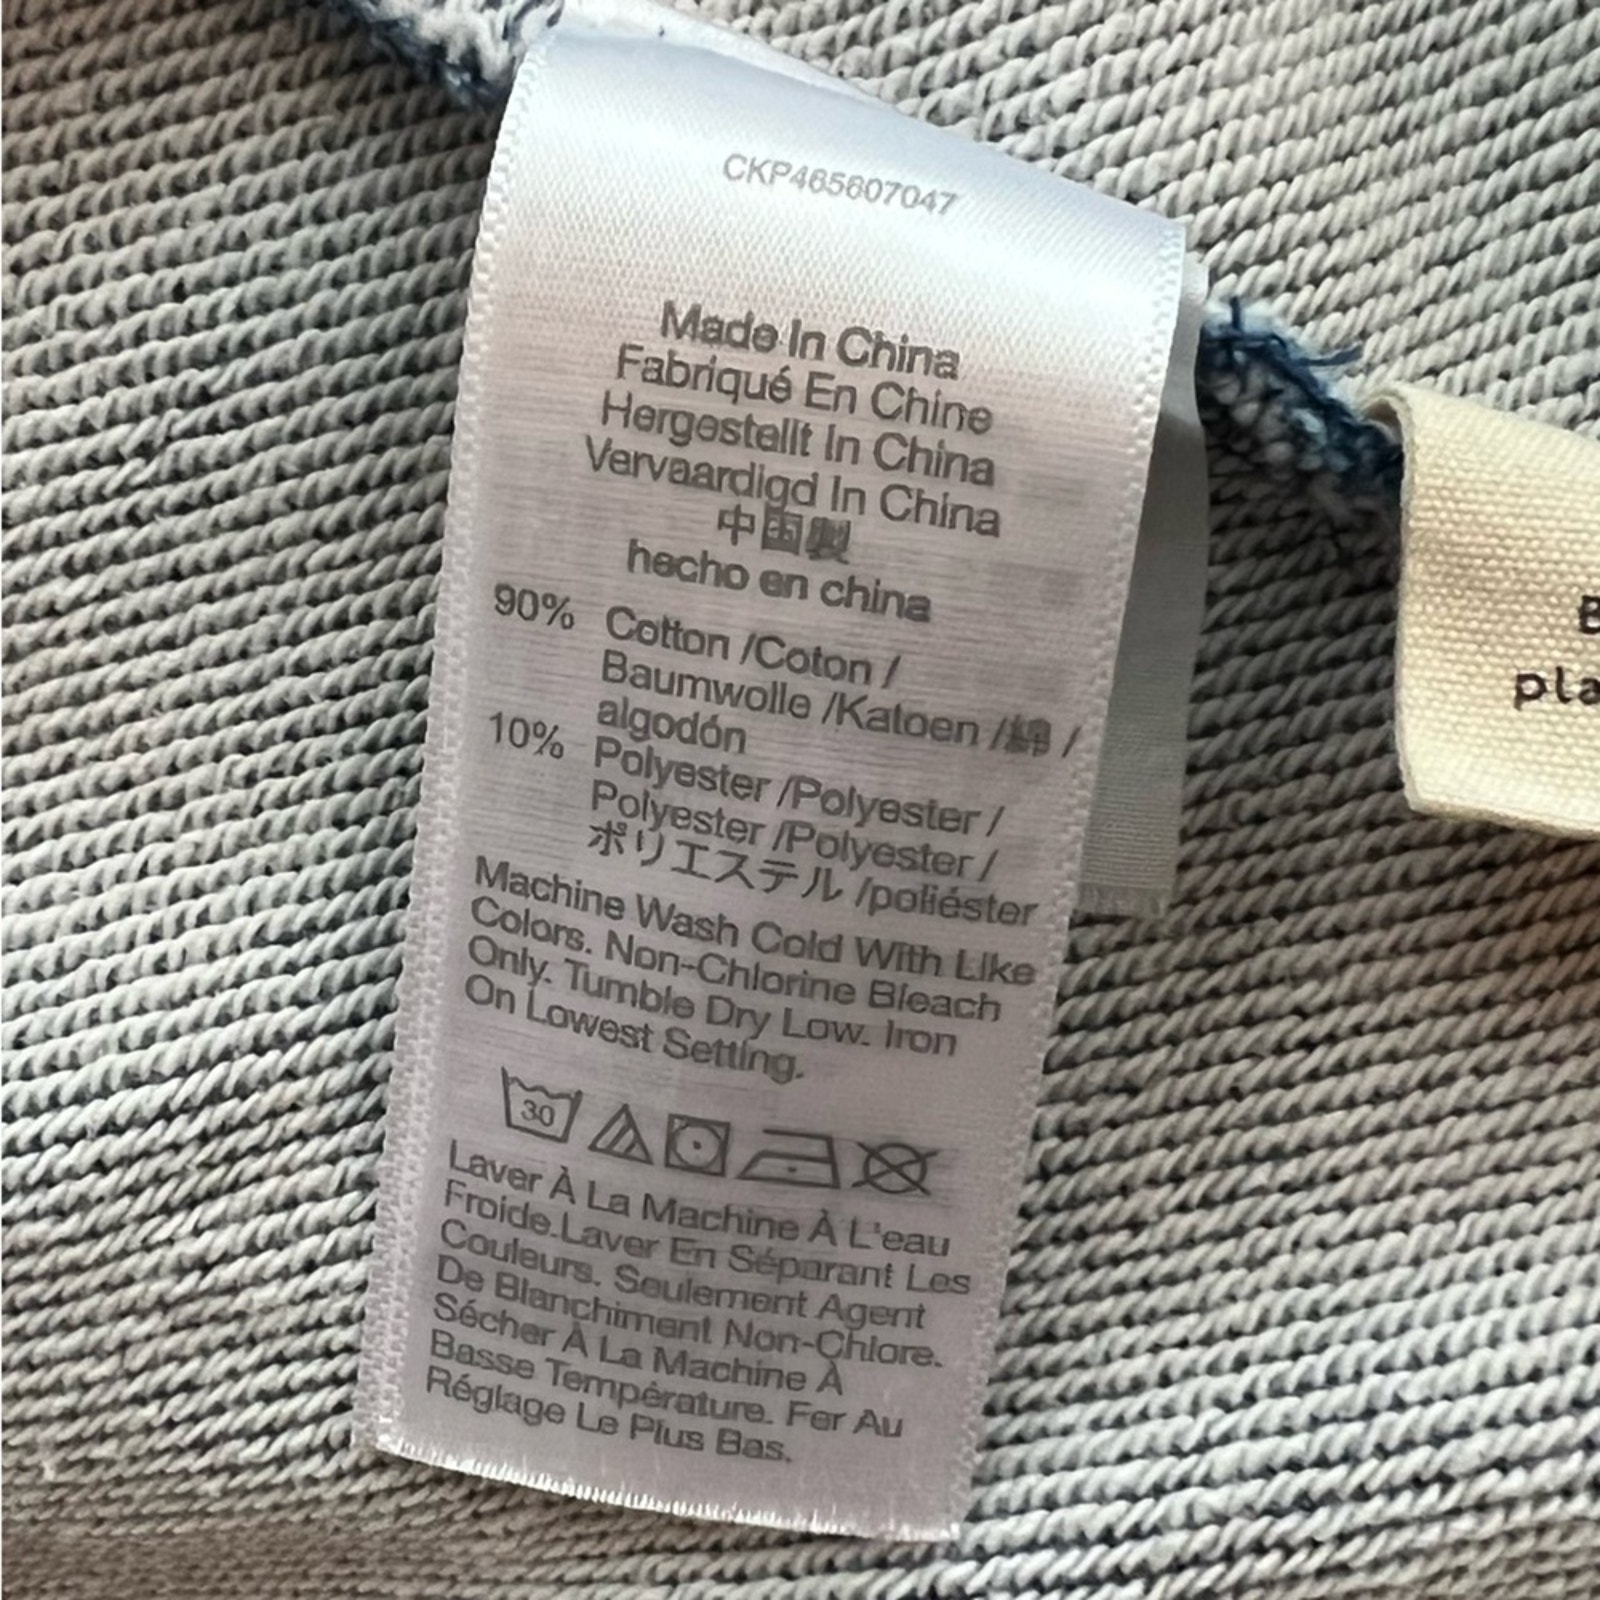 CKP465607047
Made In China
Fabriqué En Chine
Hergestellt In China
Vervaardigd In China
中国製
hecho en china
90% Cotton /Coton /
Baumwolle /Katoen /綿 /
algodón
10% Polyester /Polyester /
Polyester /Polyester /
ポリエステル /poliéster
Machine Wash Cold With Like
Colors. Non-Chlorine Bleach
Only. Tumble Dry Low. Iron
On Lowest Setting.
30
Laver À La Machine À L'eau
Froide.Laver En Séparant Les
Couleurs. Seulement Agent
De Blanchiment Non-Chlore.
Sécher À La Machine À
Basse Température. Fer Au
Réglage Le Plus Bas.
pla